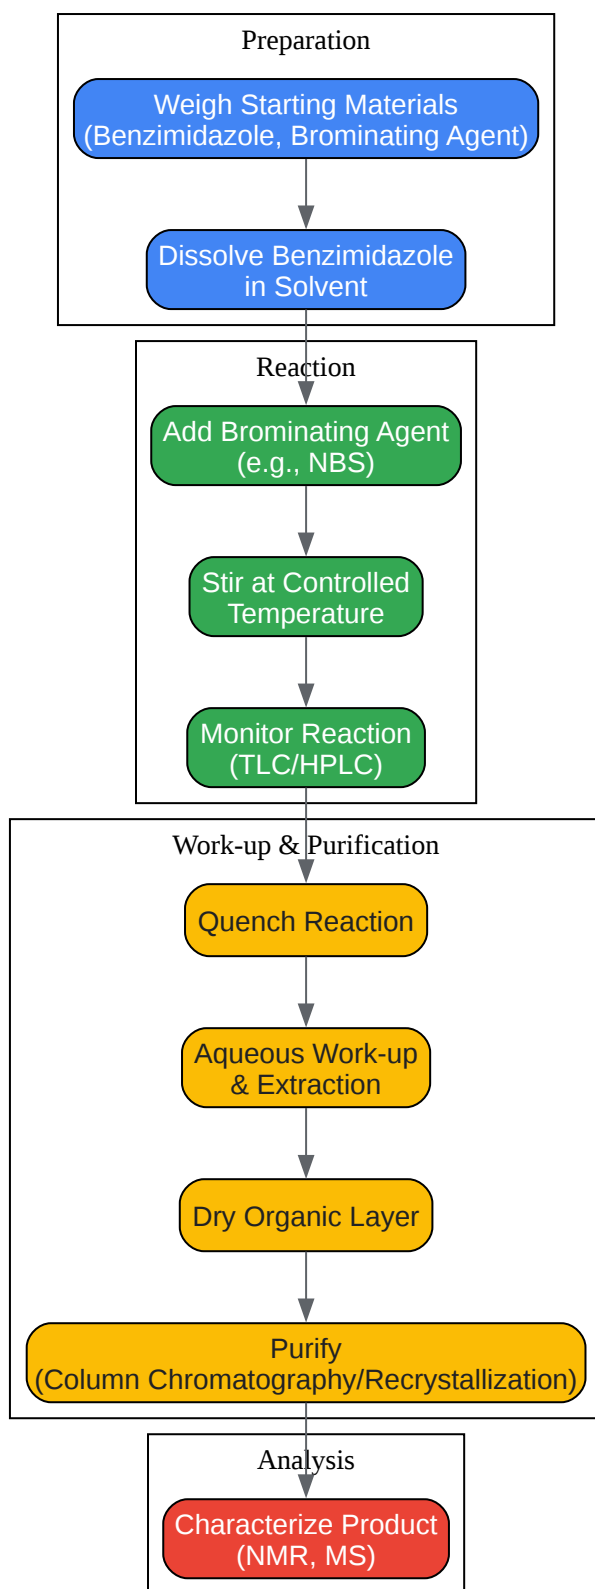 Preparation
Weigh Starting Materials
(Benzimidazole, Brominating Agent)
Dissolve Benzimidazole
in Solvent
Reaction
Add Brominating Agent
(e.g., NBS)
Stir at Controlled
Temperature
Monitor Reaction
(TLC/HPLC)
Work-up & Purification
Quench Reaction
Aqueous Work-up
& Extraction
Dry Organic Layer
Purify
(Column Chromatography/Recrystallization)
Analysis
Characterize Product
(NMR, MS)